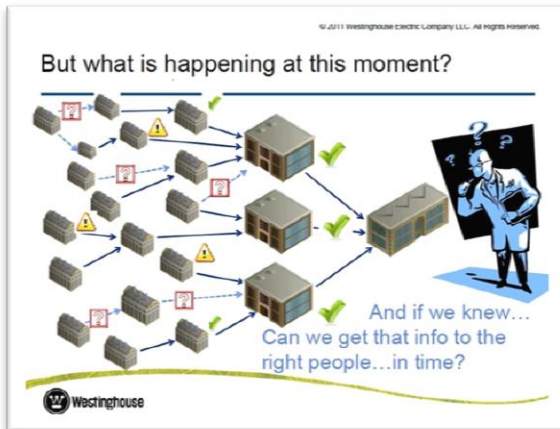 © 2011 Westinghouse Electric Company LLC. All Rights Reserved.
But what is happening at this moment?
?
?
?
?
?
?
?
?
?
And if we knew…
Can we get that info to the
right people…in time?
W Westinghouse